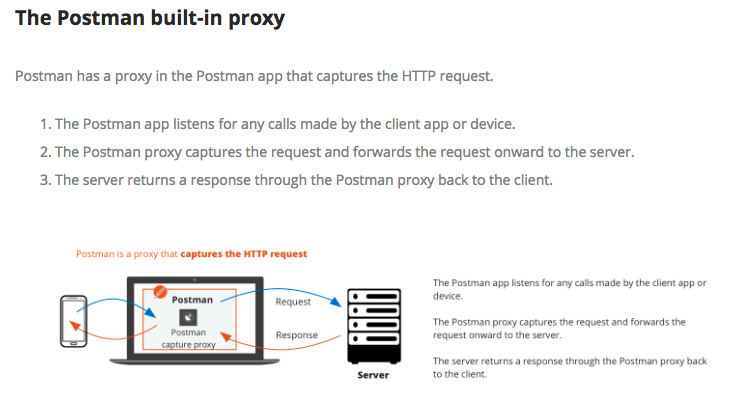 The Postman built-in proxy
Postman has a proxy in the Postman app that captures the HTTP request.
1. The Postman app listens for any calls made by the client app or device.
2. The Postman proxy captures the request and forwards the request onward to the server.
3. The server returns a response through the Postman proxy back to the client.
Postman is a proxy that captures the HTTP request
Postman
Postman
capture proxy
Request
Response
Server
The Postman app listens for any calls made by the client app or
device.
The Postman proxy captures the request and forwards the
request onward to the server.
The server returns a response through the Postman proxy back
to the client.